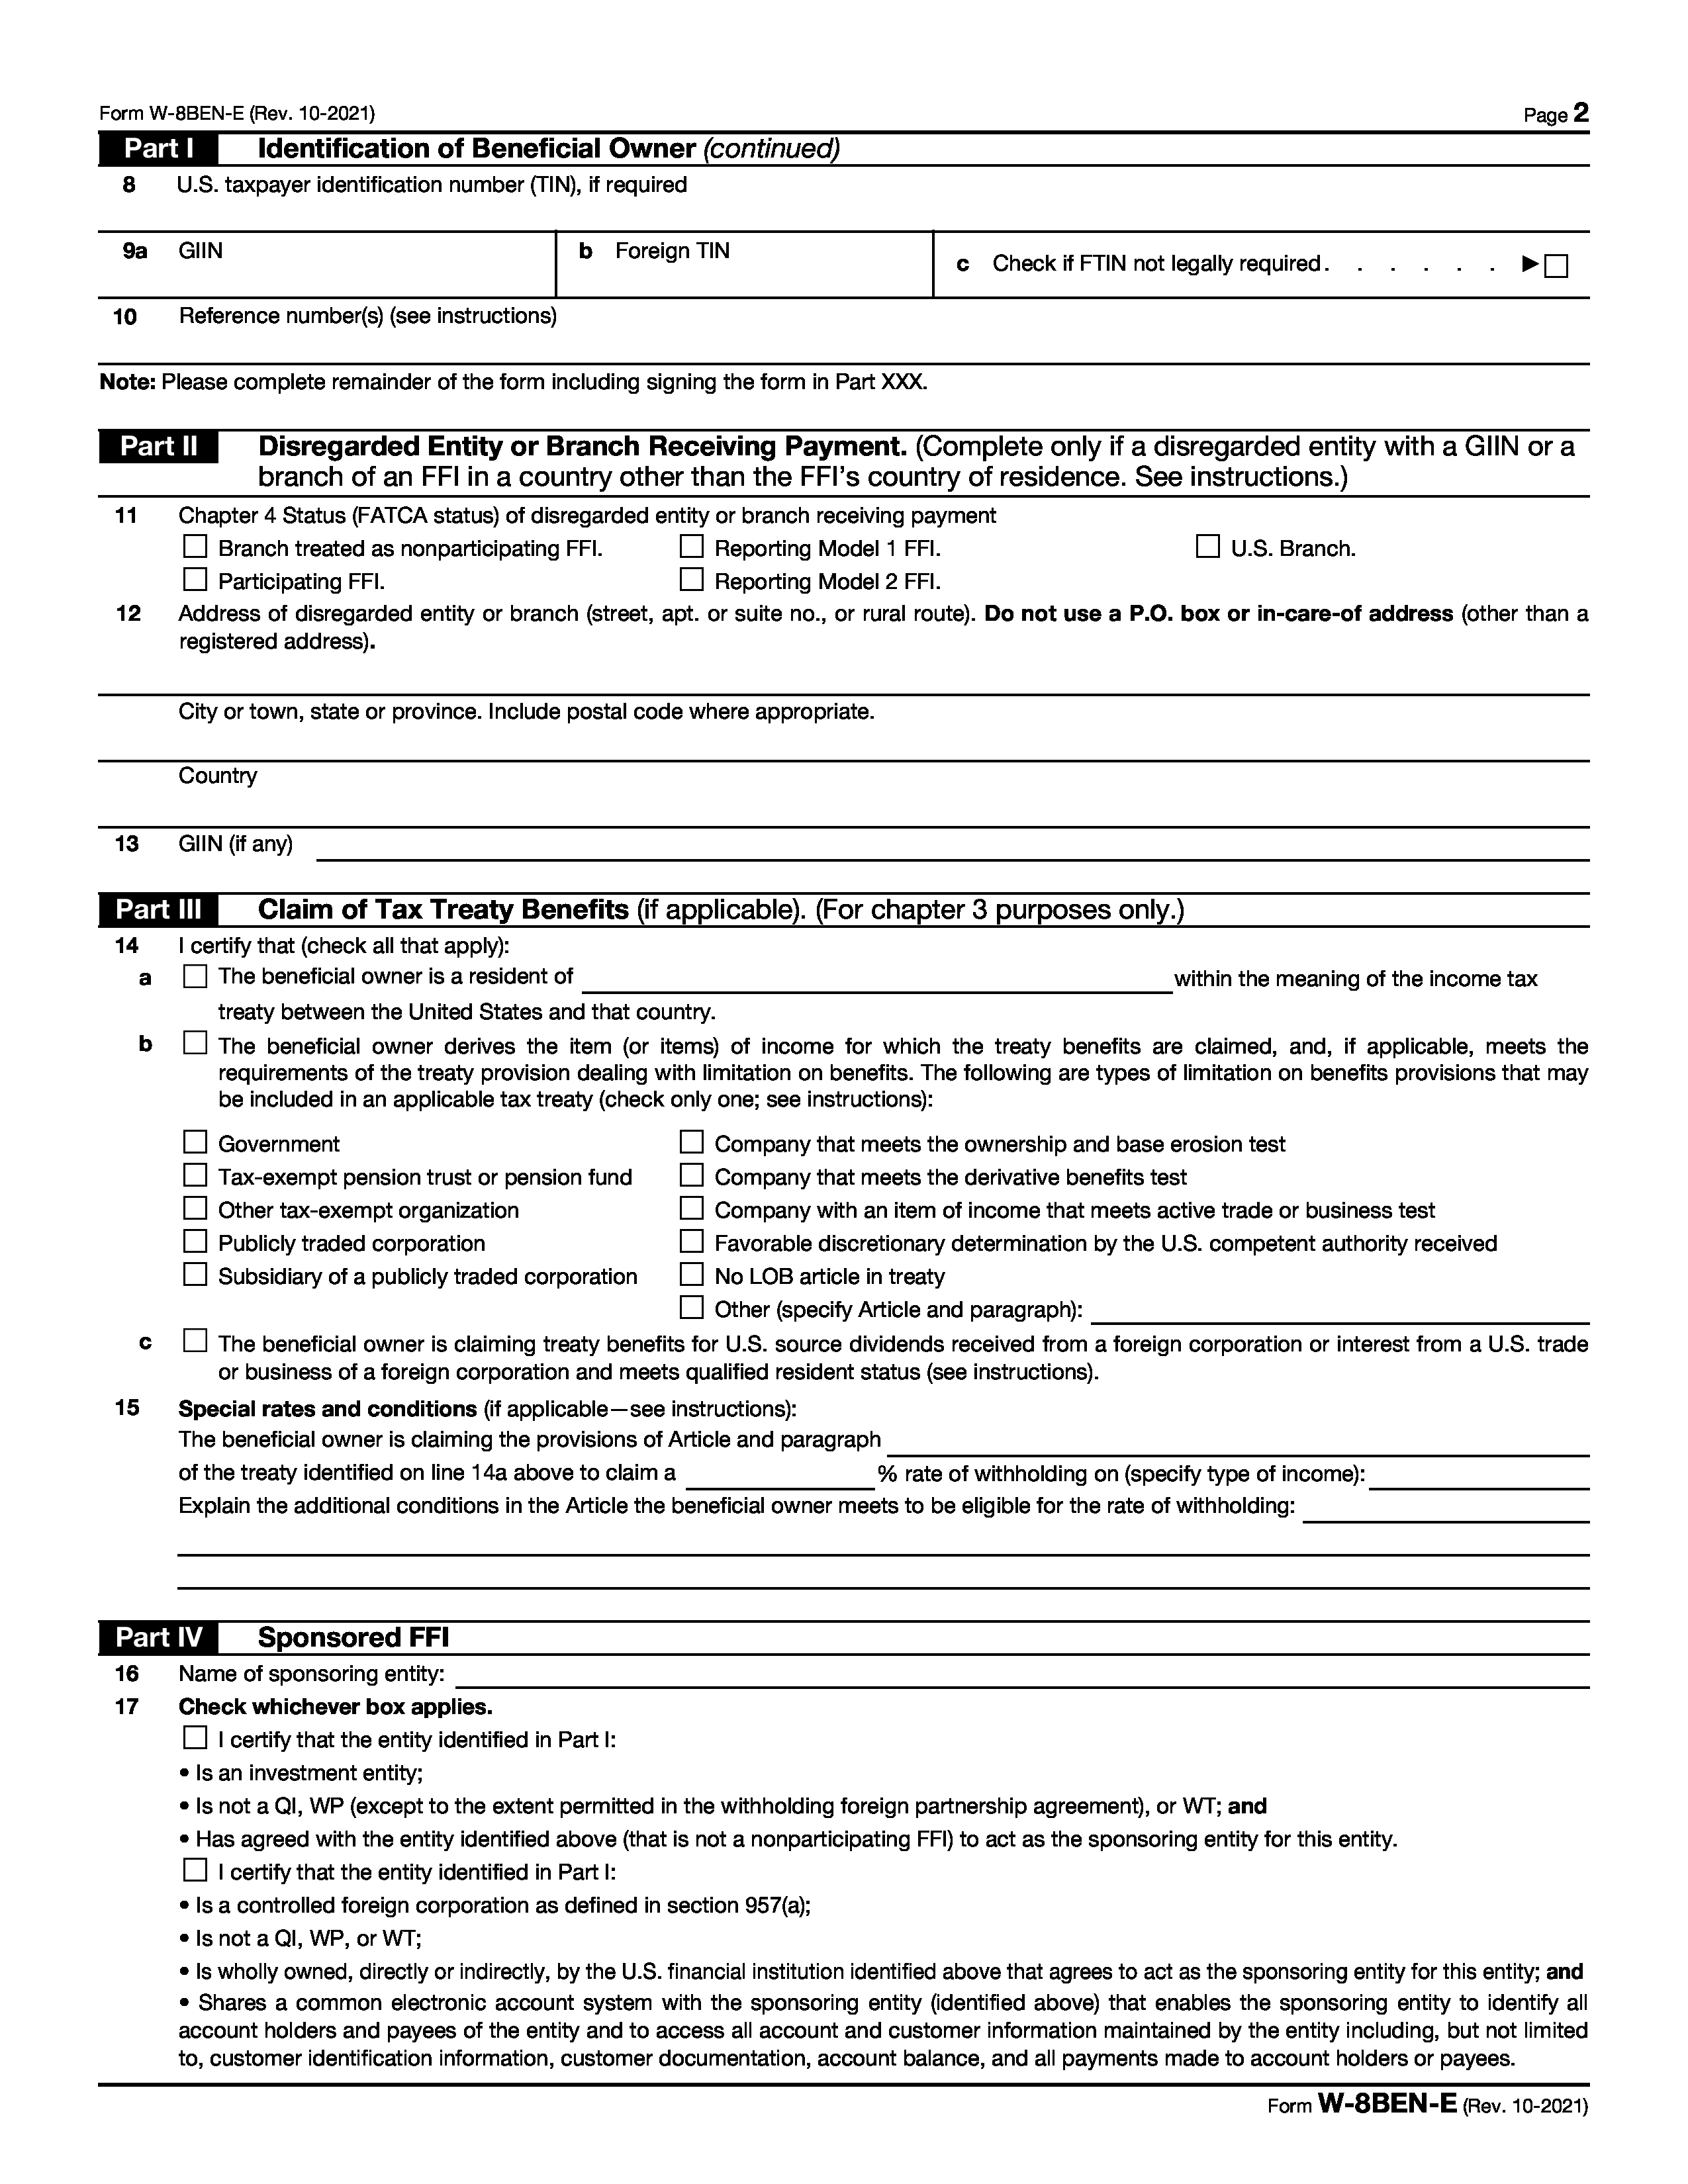 Form W-8BEN-E (Rev. 10-2021) Page 2
Part I Identification of Beneficial Owner (continued)
8 U.S. taxpayer identification number (TIN), if required
9a GIIN b Foreign TIN c Check if FTIN not legally required . . . . . . ▶ ☐
10 Reference number(s) (see instructions)
Note: Please complete remainder of the form including signing the form in Part XXX.
Part II Disregarded Entity or Branch Receiving Payment. (Complete only if a disregarded entity with a GIIN or a
branch of an FFI in a country other than the FFI’s country of residence. See instructions.)
11 Chapter 4 Status (FATCA status) of disregarded entity or branch receiving payment
☐ Branch treated as nonparticipating FFI. ☐ Reporting Model 1 FFI. ☐ U.S. Branch.
☐ Participating FFI. ☐ Reporting Model 2 FFI.
12 Address of disregarded entity or branch (street, apt. or suite no., or rural route). Do not use a P.O. box or in-care-of address (other than a
registered address).
City or town, state or province. Include postal code where appropriate.
Country
13 GIIN (if any)
Part III Claim of Tax Treaty Benefits (if applicable). (For chapter 3 purposes only.)
14 I certify that (check all that apply):
a ☐ The beneficial owner is a resident of within the meaning of the income tax
treaty between the United States and that country.
b ☐ The beneficial owner derives the item (or items) of income for which the treaty benefits are claimed, and, if applicable, meets the
requirements of the treaty provision dealing with limitation on benefits. The following are types of limitation on benefits provisions that may
be included in an applicable tax treaty (check only one; see instructions):
☐ Government ☐ Company that meets the ownership and base erosion test
☐ Tax-exempt pension trust or pension fund ☐ Company that meets the derivative benefits test
☐ Other tax-exempt organization ☐ Company with an item of income that meets active trade or business test
☐ Publicly traded corporation ☐ Favorable discretionary determination by the U.S. competent authority received
☐ Subsidiary of a publicly traded corporation ☐ No LOB article in treaty
☐ Other (specify Article and paragraph):
c ☐ The beneficial owner is claiming treaty benefits for U.S. source dividends received from a foreign corporation or interest from a U.S. trade
or business of a foreign corporation and meets qualified resident status (see instructions).
15 Special rates and conditions (if applicable—see instructions):
The beneficial owner is claiming the provisions of Article and paragraph
of the treaty identified on line 14a above to claim a % rate of withholding on (specify type of income):
Explain the additional conditions in the Article the beneficial owner meets to be eligible for the rate of withholding:
Part IV Sponsored FFI
16 Name of sponsoring entity:
17 Check whichever box applies.
☐ I certify that the entity identified in Part I:
• Is an investment entity;
• Is not a QI, WP (except to the extent permitted in the withholding foreign partnership agreement), or WT; and
• Has agreed with the entity identified above (that is not a nonparticipating FFI) to act as the sponsoring entity for this entity.
☐ I certify that the entity identified in Part I:
• Is a controlled foreign corporation as defined in section 957(a);
• Is not a QI, WP, or WT;
• Is wholly owned, directly or indirectly, by the U.S. financial institution identified above that agrees to act as the sponsoring entity for this entity; and
• Shares a common electronic account system with the sponsoring entity (identified above) that enables the sponsoring entity to identify all
account holders and payees of the entity and to access all account and customer information maintained by the entity including, but not limited
to, customer identification information, customer documentation, account balance, and all payments made to account holders or payees.
Form W-8BEN-E (Rev. 10-2021)